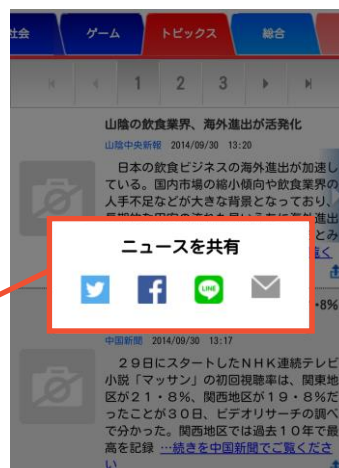 社会 ゲーム トピックス 総合
1 2 3
山陰の飲食業界、海外進出が活発化
山陰中央新報 2014/09/30 13:20
日本の飲食ビジネスの海外進出が加速し
ている。国内市場の縮小傾向や飲食業界の
人手不足などが大きな背景となっており、
とみ
ニュースを共有
LINE
・8%
中国新聞 2014/09/30 13:17
２９日にスタートしたＮＨＫ連続テレビ
小説「マッサン」の初回視聴率は、関東地
区が２１・８％、関西地区が１９・８％だ
ったことが３０日、ビデオリサーチの調べ
で分かった。関西地区では過去１０年で最
高を記録 …続きを中国新聞でご覧くださ
い